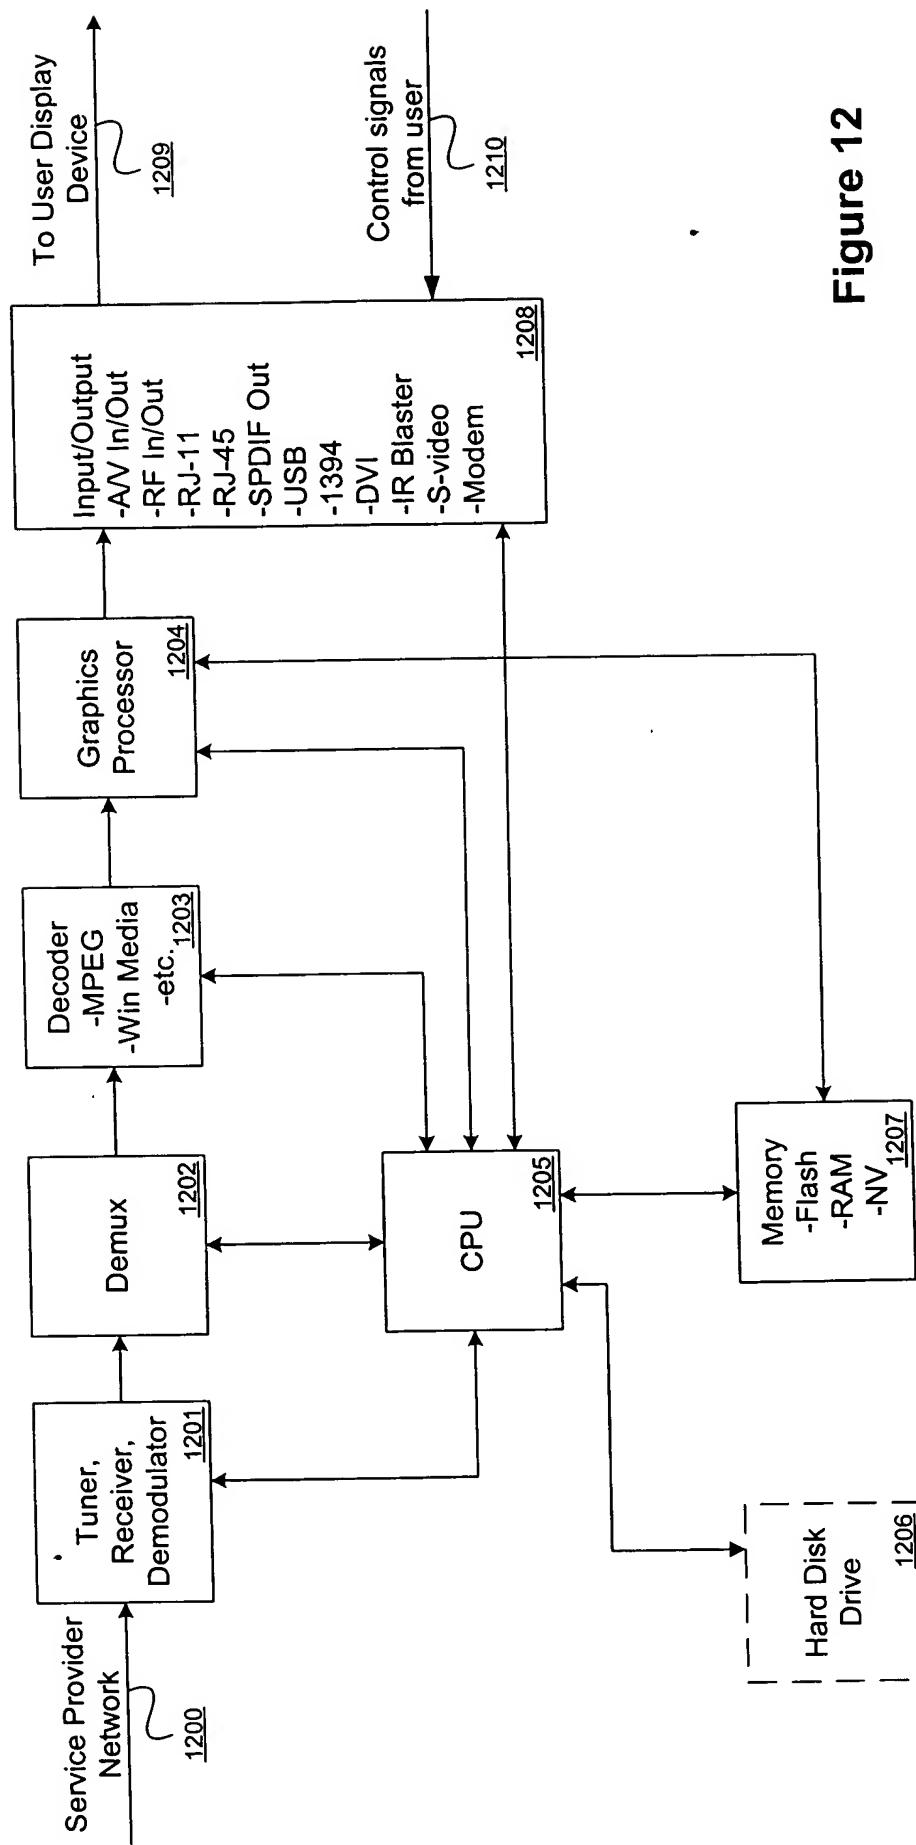 Service Provider
Network
1200
Tuner,
Receiver,
Demodulator
1201
Demux
1202
Decoder
-MPEG
-Win Media
-etc.
1203
Graphics
Processor
1204
Input/Output
-A/V In/Out
-RF In/Out
-RJ-11
-RJ-45
-SPDIF Out
-USB
-1394
-DVI
-IR Blaster
-S-video
-Modem
1208
To User Display
Device
1209
Control signals
from user
1210
CPU
1205
Hard Disk
Drive
1206
Memory
-Flash
-RAM
-NV
1207
Figure 12